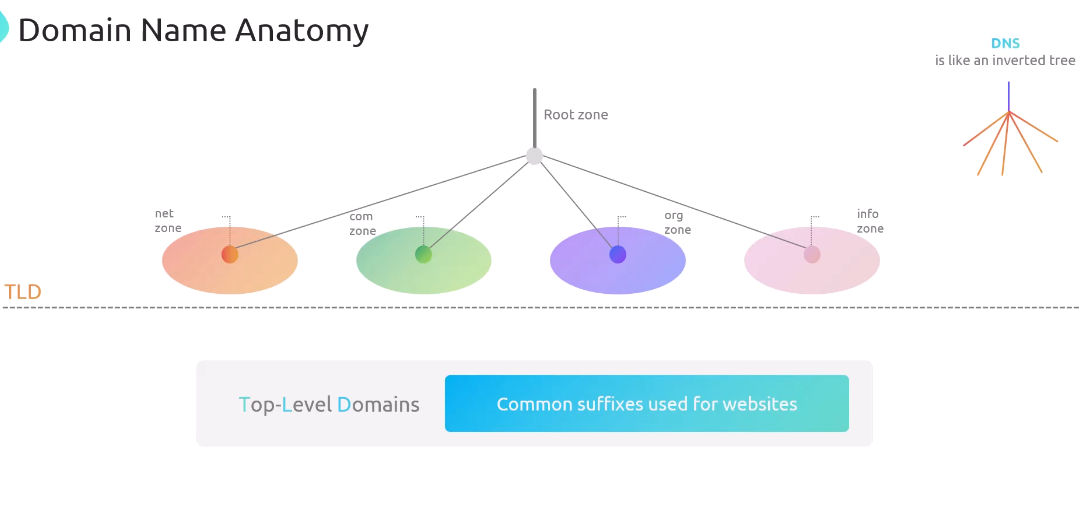 Domain Name Anatomy
DNS
is like an inverted tree
Root zone
net
zone
com
zone
org
zone
info
zone
TLD
Top-Level Domains
Common suffixes used for websites